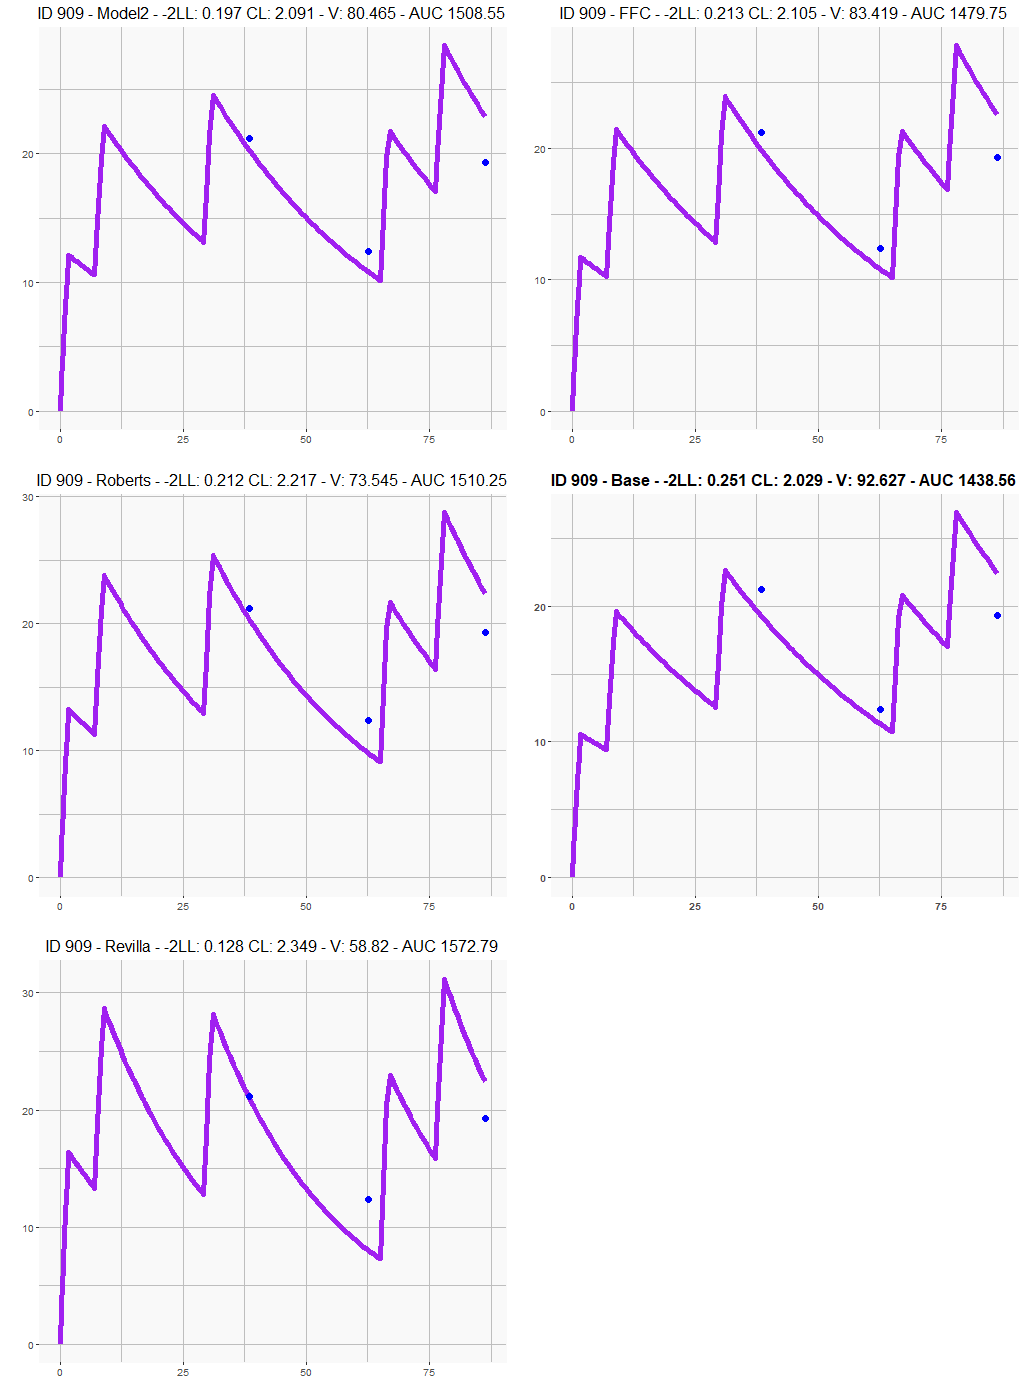 ID 909 - Model2 - -2LL: 0.197 CL: 2.091 - V: 80.465 - AUC 1508.55
20
10
0
0 25 50 75
ID 909 - FFC - -2LL: 0.213 CL: 2.105 - V: 83.419 - AUC 1479.75
20
10
0
0 25 50 75
ID 909 - Roberts - -2LL: 0.212 CL: 2.217 - V: 73.545 - AUC 1510.25
30
20
10
0
0 25 50 75
ID 909 - Base - -2LL: 0.251 CL: 2.029 - V: 92.627 - AUC 1438.56
20
10
0
0 25 50 75
ID 909 - Revilla - -2LL: 0.128 CL: 2.349 - V: 58.82 - AUC 1572.79
30
20
10
0
0 25 50 75